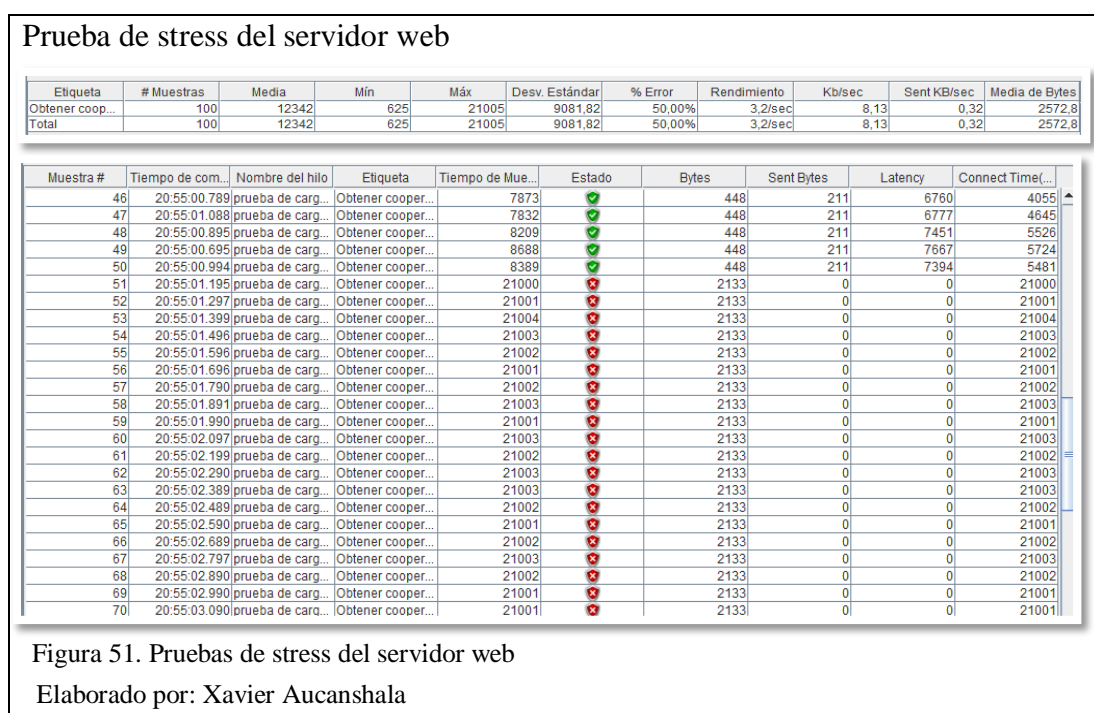 Prueba de stress del servidor web
Etiqueta # Muestras Media Mín Máx Desv. Estándar % Error Rendimiento Kb/sec Sent KB/sec Media de Bytes
Obtener coop... 100 12342 625 21005 9081,82 50,00% 3,2/sec 8,13 0,32 2572,8
Total 100 12342 625 21005 9081,82 50,00% 3,2/sec 8,13 0,32 2572,8
Muestra # Tiempo de com... Nombre del hilo Etiqueta Tiempo de Mue... Estado Bytes Sent Bytes Latency Connect Time(...
46 20:55:00.789 prueba de carg... Obtener cooper... 7873 448 211 6760 4055
47 20:55:01.088 prueba de carg... Obtener cooper... 7832 448 211 6777 4645
48 20:55:00.895 prueba de carg... Obtener cooper... 8209 448 211 7451 5526
49 20:55:00.695 prueba de carg... Obtener cooper... 8688 448 211 7667 5724
50 20:55:00.994 prueba de carg... Obtener cooper... 8389 448 211 7394 5481
51 20:55:01.195 prueba de carg... Obtener cooper... 21000 2133 0 0 21000
52 20:55:01.297 prueba de carg... Obtener cooper... 21001 2133 0 0 21001
53 20:55:01.399 prueba de carg... Obtener cooper... 21004 2133 0 0 21004
54 20:55:01.496 prueba de carg... Obtener cooper... 21003 2133 0 0 21003
55 20:55:01.596 prueba de carg... Obtener cooper... 21002 2133 0 0 21002
56 20:55:01.696 prueba de carg... Obtener cooper... 21001 2133 0 0 21001
57 20:55:01.790 prueba de carg... Obtener cooper... 21002 2133 0 0 21002
58 20:55:01.891 prueba de carg... Obtener cooper... 21003 2133 0 0 21003
59 20:55:01.990 prueba de carg... Obtener cooper... 21001 2133 0 0 21001
60 20:55:02.097 prueba de carg... Obtener cooper... 21003 2133 0 0 21003
61 20:55:02.199 prueba de carg... Obtener cooper... 21002 2133 0 0 21002
62 20:55:02.290 prueba de carg... Obtener cooper... 21003 2133 0 0 21003
63 20:55:02.389 prueba de carg... Obtener cooper... 21003 2133 0 0 21003
64 20:55:02.489 prueba de carg... Obtener cooper... 21002 2133 0 0 21002
65 20:55:02.590 prueba de carg... Obtener cooper... 21001 2133 0 0 21001
66 20:55:02.689 prueba de carg... Obtener cooper... 21002 2133 0 0 21002
67 20:55:02.797 prueba de carg... Obtener cooper... 21003 2133 0 0 21003
68 20:55:02.890 prueba de carg... Obtener cooper... 21002 2133 0 0 21002
69 20:55:02.990 prueba de carg... Obtener cooper... 21001 2133 0 0 21001
70 20:55:03.090 prueba de carg... Obtener cooper... 21001 2133 0 0 21001
Figura 51. Pruebas de stress del servidor web
Elaborado por: Xavier Aucanshala